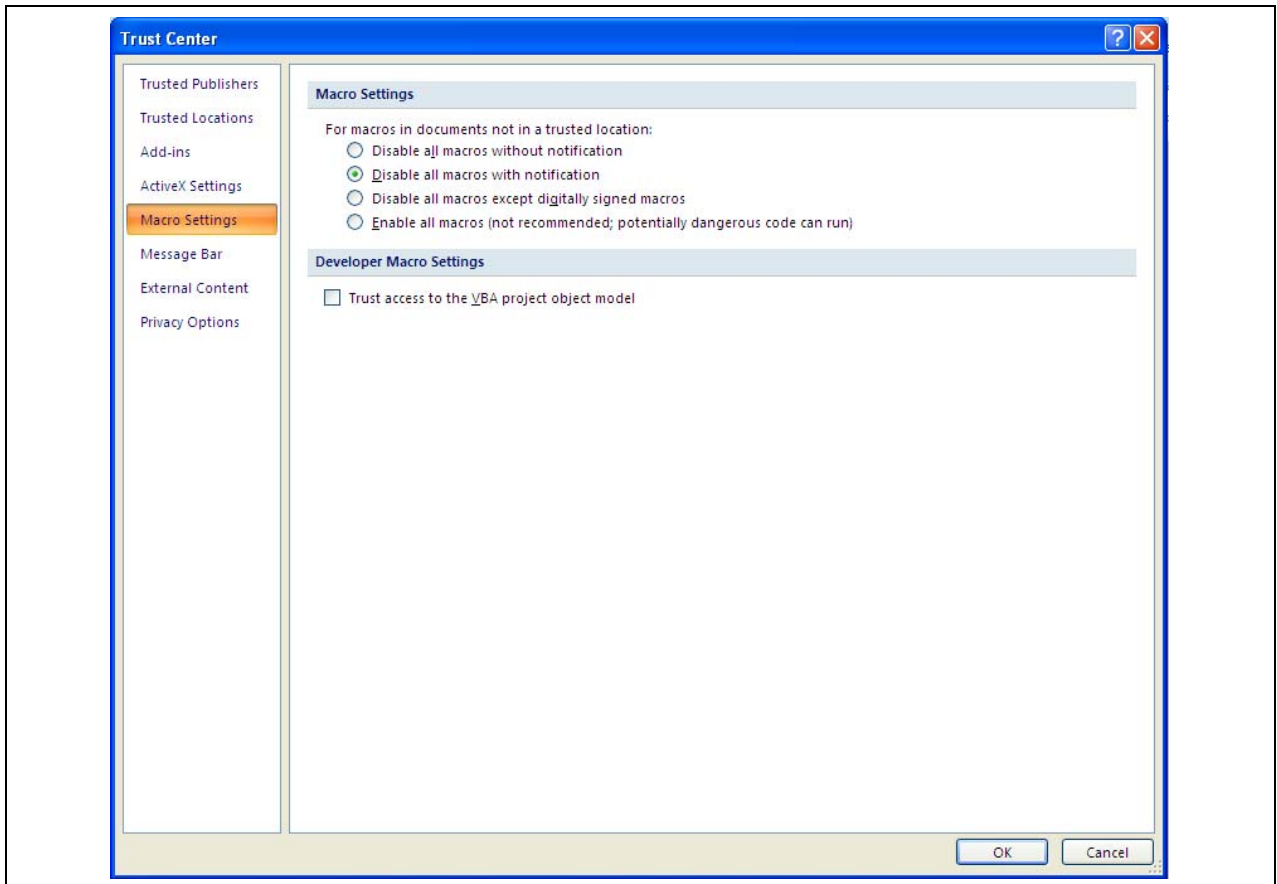 Trust Center
Trusted Publishers
Trusted Locations
Add-ins
ActiveX Settings
Macro Settings
Message Bar
External Content
Privacy Options
Macro Settings
For macros in documents not in a trusted location:
Disable all macros without notification
Disable all macros with notification
Disable all macros except digitally signed macros
Enable all macros (not recommended; potentially dangerous code can run)
Developer Macro Settings
Trust access to the VBA project object model
OK
Cancel